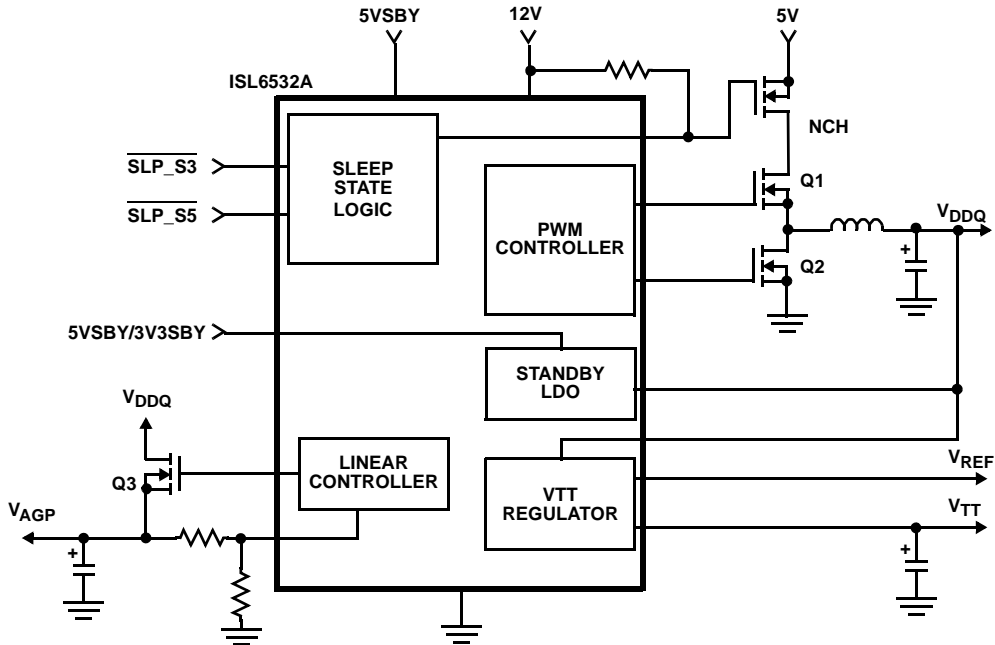 5VSBY
12V
5V
ISL6532A
NCH
SLP_S3
SLEEP
STATE
LOGIC
SLP_S5
Q1
PWM
CONTROLLER
VDDQ
+
Q2
5VSBY/3V3SBY
STANDBY
LDO
VDDQ
LINEAR
CONTROLLER
Q3
VREF
VTT
REGULATOR
VAGP
VTT
+
+